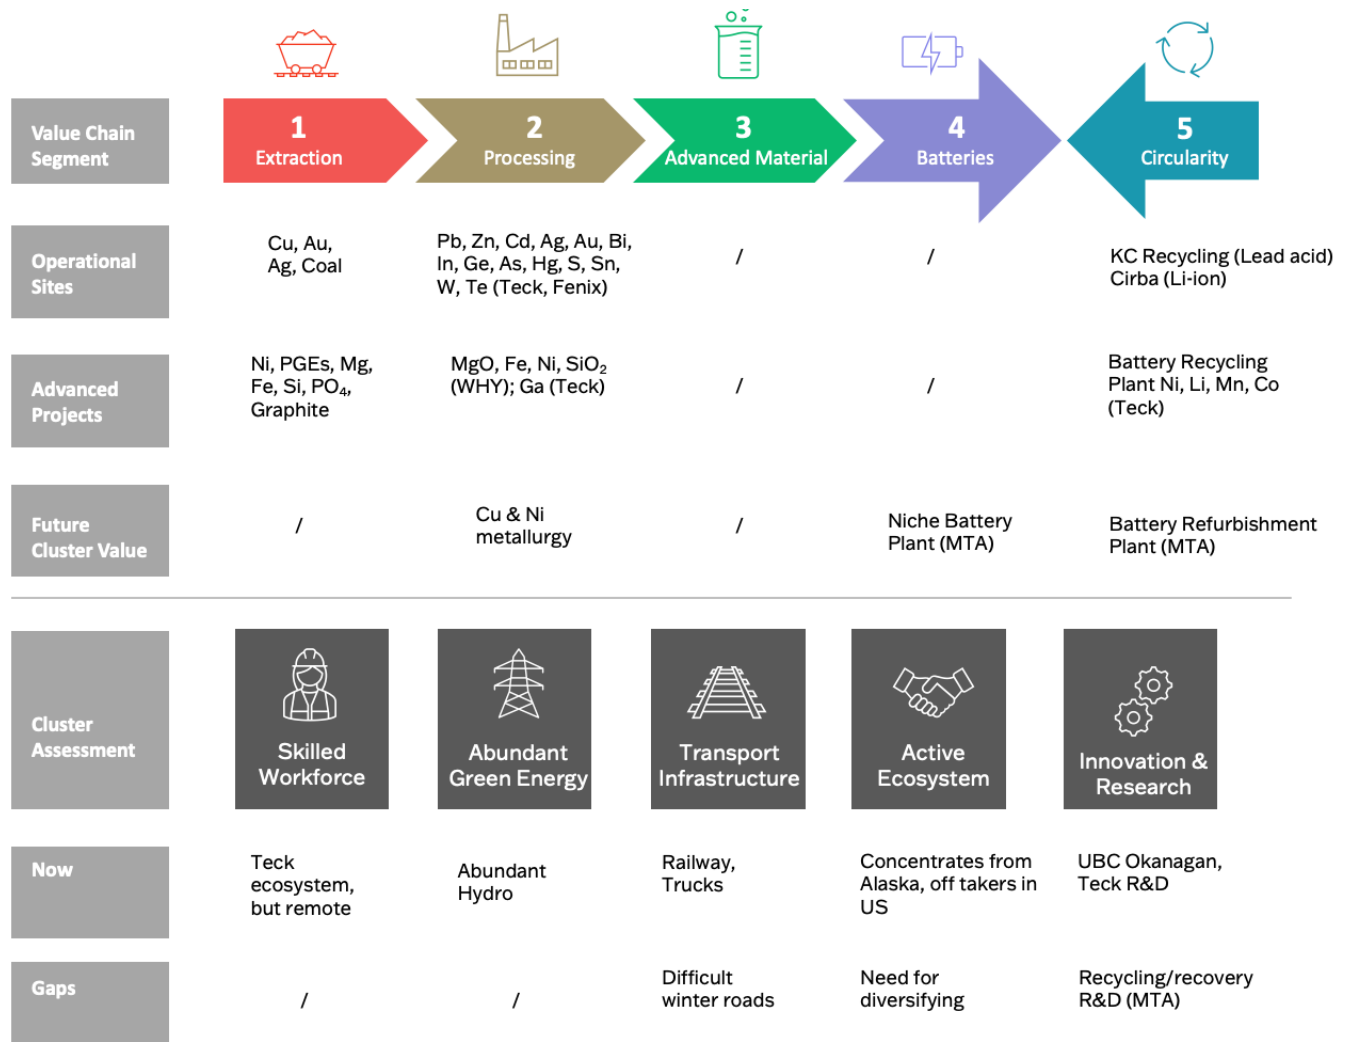 Value Chain
Segment
1
Extraction
2
Processing
3
Advanced Material
4
Batteries
5
Circularity
Operational
Sites
Cu, Au,
Ag, Coal
Pb, Zn, Cd, Ag, Au, Bi,
In, Ge, As, Hg, S, Sn,
W, Te (Teck, Fenix)
/
/
KC Recycling (Lead acid)
Cirba (Li-ion)
Advanced
Projects
Ni, PGEs, Mg,
Fe, Si, PO₄,
Graphite
MgO, Fe, Ni, SiO₂
(WHY); Ga (Teck)
/
/
Battery Recycling
Plant Ni, Li, Mn, Co
(Teck)
Future
Cluster Value
/
Cu & Ni
metallurgy
/
Niche Battery
Plant (MTA)
Battery Refurbishment
Plant (MTA)
Cluster
Assessment
Skilled
Workforce
Abundant
Green Energy
Transport
Infrastructure
Active
Ecosystem
Innovation &
Research
Now
Teck
ecosystem,
but remote
Abundant
Hydro
Railway,
Trucks
Concentrates from
Alaska, off takers in
US
UBC Okanagan,
Teck R&D
Gaps
/
/
Difficult
winter roads
Need for
diversifying
Recycling/recovery
R&D (MTA)